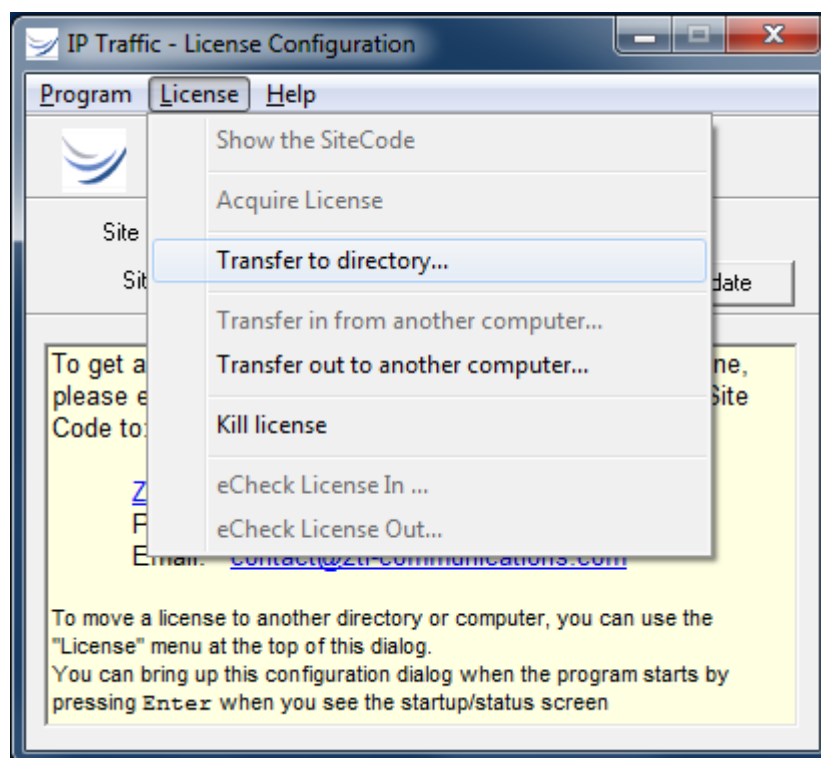 IP Traffic - License Configuration
Program License Help
Show the SiteCode
Acquire License
Site
Transfer to directory...
Sit date
Transfer in from another computer...
To get a ne,
Transfer out to another computer...
please e Site
Code to:
Kill license
Z
eCheck License In ...
P
eCheck License Out...
Email: contact@zti-communications.com
To move a license to another directory or computer, you can use the
"License" menu at the top of this dialog.
You can bring up this configuration dialog when the program starts by
pressing Enter when you see the startup/status screen